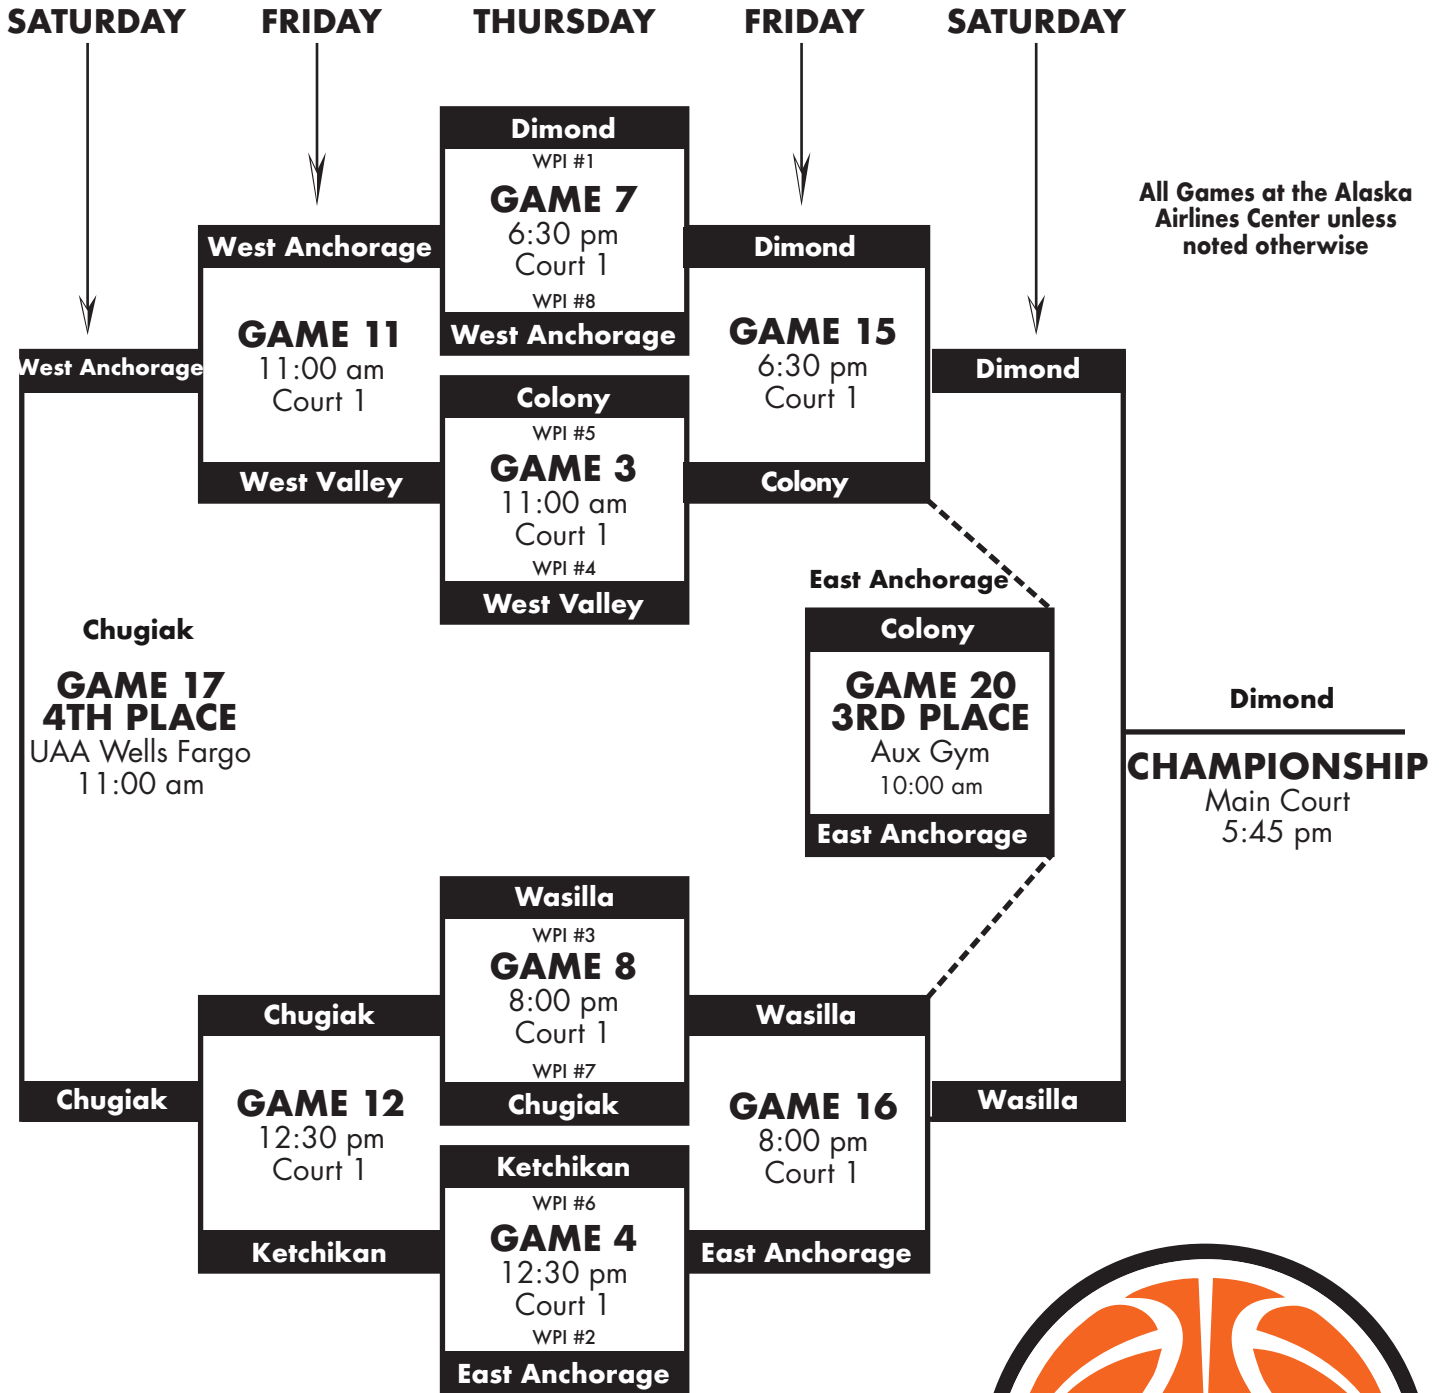 SATURDAY FRIDAY THURSDAY FRIDAY SATURDAY
Dimond
WPI #1
GAME 7
6:30 pm
Court 1
WPI #8
West Anchorage
All Games at the Alaska
Airlines Center unless
noted otherwise
West Anchorage
GAME 11
11:00 am
Court 1
West Valley
Dimond
GAME 15
6:30 pm
Court 1
Colony
West Anchorage
Colony
WPI #5
GAME 3
11:00 am
Court 1
WPI #4
West Valley
Dimond
Chugiak
GAME 17
4TH PLACE
UAA Wells Fargo
11:00 am
East Anchorage
Colony
GAME 20
3RD PLACE
Aux Gym
10:00 am
East Anchorage
Dimond
CHAMPIONSHIP
Main Court
5:45 pm
Wasilla
WPI #3
GAME 8
8:00 pm
Court 1
WPI #7
Chugiak
Chugiak
GAME 12
12:30 pm
Court 1
Ketchikan
Wasilla
GAME 16
8:00 pm
Court 1
East Anchorage
Chugiak
Wasilla
Ketchikan
WPI #6
GAME 4
12:30 pm
Court 1
WPI #2
East Anchorage